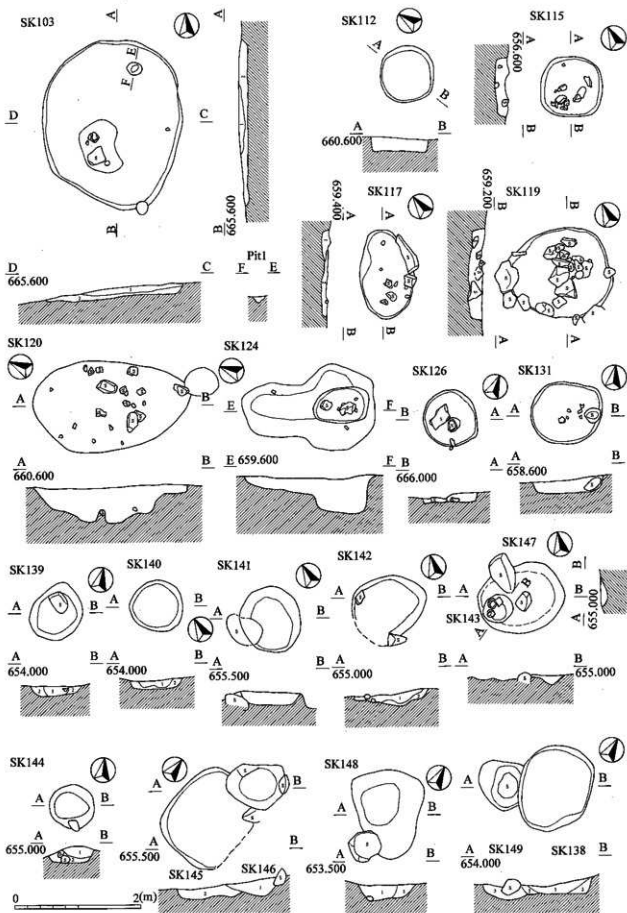 SK103
A
E
F
D
C
B
A
B
665.600
D
C
665.600
Pit1
F
E
SK112
A
B
A
B
660.600
SK115
A
A
656.600
B
B
SK117
A
A
659.400
B
B
SK119
B
B
659.200
A
A
SK120
A
B
A
B
660.600
SK124
E
F
E
F
659.600
SK126
B
A
B
A
666.000
SK131
A
B
A
B
658.600
SK139
A
B
A
B
654.000
SK140
A
B
A
B
654.000
SK141
A
B
A
B
655.500
SK142
A
B
A
B
655.000
SK147
B
A
B
B
SK143
A
A
655.000
A
B
655.000
SK144
A
B
A
B
655.000
A
B
A
B
655.500
SK145
SK146
SK148
A
B
A
B
653.500
A
B
A
B
654.000
SK149
SK138
0
2(m)